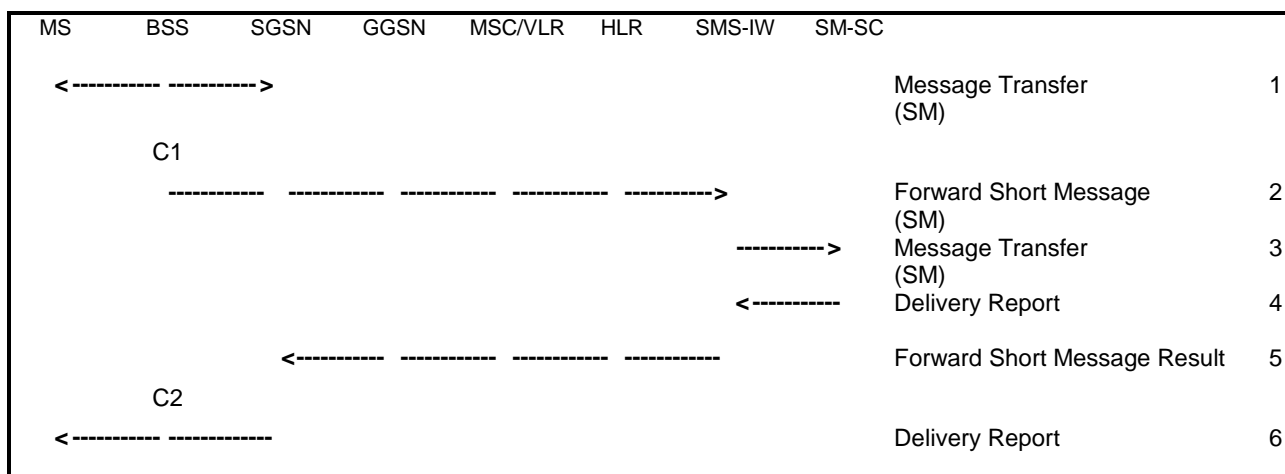 MS BSS SGSN GGSN MSC/VLR HLR SMS-IW SM-SC
<----------- -----------> Message Transfer 1
(SM)
C1
------------ ------------ ------------ ------------ -----------> Forward Short Message 2
(SM)
-----------> Message Transfer 3
(SM)
<----------- Delivery Report 4
<----------- ------------ ------------ ------------ Forward Short Message Result 5
C2
<----------- ------------- Delivery Report 6